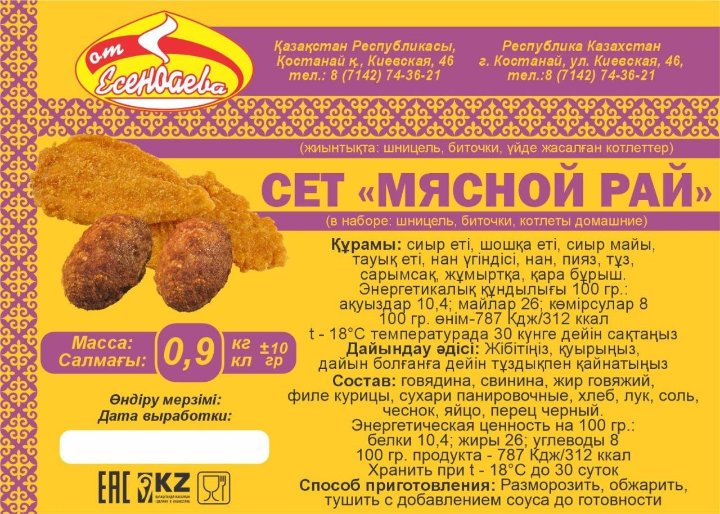 от
Есенбаева
Қазақстан Республикасы,
Қостанай қ., Киевская, 46
тел.: 8 (7142) 74-36-21
Республика Казахстан
г. Костанай, ул. Киевская, 46,
тел.:8 (7142) 74-36-21
(жиынтықта: шницель, биточки, үйде жасалған котлеттер)
СЕТ «МЯСНОЙ РАЙ»
(в наборе: шницель, биточки, котлеты домашние)
Құрамы: сиыр еті, шошқа еті, сиыр майы,
тауық еті, нан үгіндісі, нан, пияз, тұз,
сарымсақ, жұмыртқа, қара бұрыш.
Энергетикалық құндылығы 100 гр.:
ақуыздар 10,4; майлар 26; көмірсулар 8
100 гр. өнім-787 Кдж/312 ккал
t - 18°С температурада 30 күнге дейін сақтаңыз
Дайындау әдісі: Жібітіңіз, қуырыңыз,
дайын болғанға дейін тұздықпен қайнатыңыз
Состав: говядина, свинина, жир говяжий,
филе курицы, сухари панировочные, хлеб, лук, соль,
чеснок, яйцо, перец черный.
Энергетическая ценность на 100 гр.:
белки 10,4; жиры 26; углеводы 8
100 гр. продукта - 787 Кдж/312 ккал
Хранить при t - 18°С до 30 суток
Способ приготовления: Разморозить, обжарить,
тушить с добавлением соуса до готовности
Масса:
Салмағы:
0,9
кг
кл
±10
гр
Өндіру мерзімі:
Дата выработки:
ЕАС
KZ